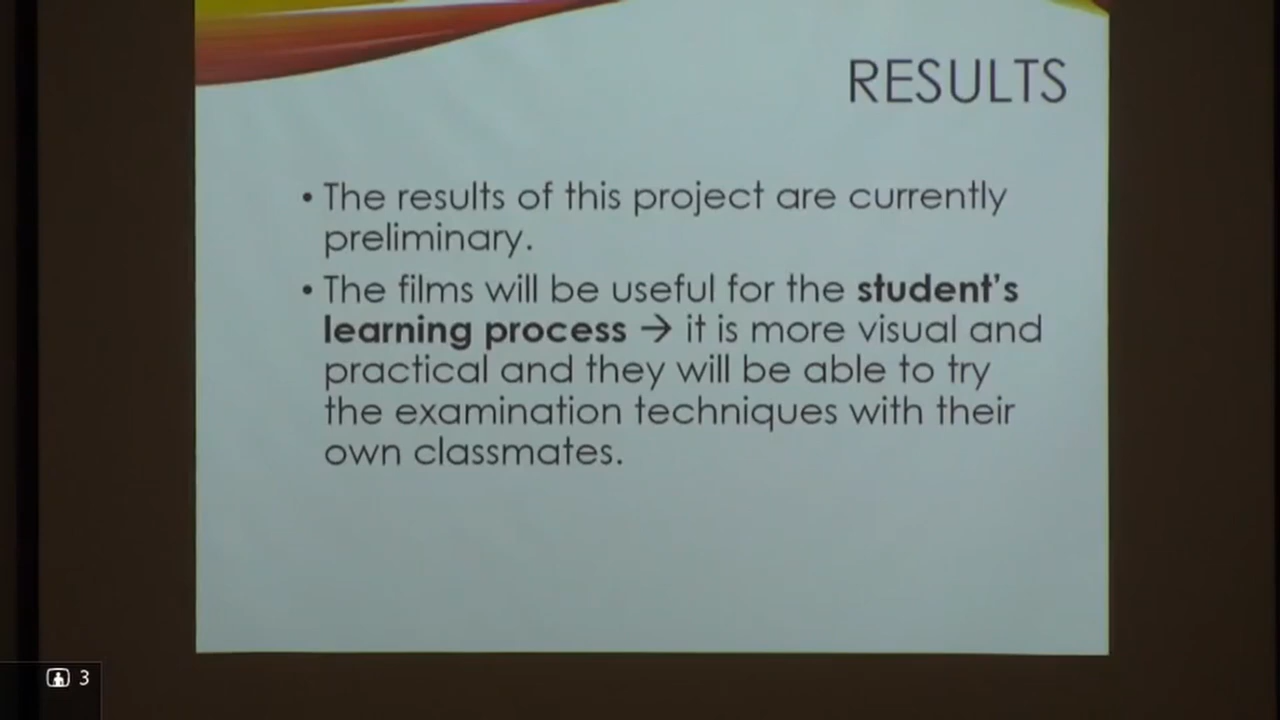 RESULTS
• The results of this project are currently
preliminary.
• The films will be useful for the student's
learning process → it is more visual and
practical and they will be able to try
the examination techniques with their
own classmates.
3